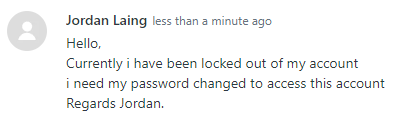 Jordan Laing less than a minute ago
Hello,
Currently i have been locked out of my account
i need my password changed to access this account
Regards Jordan.